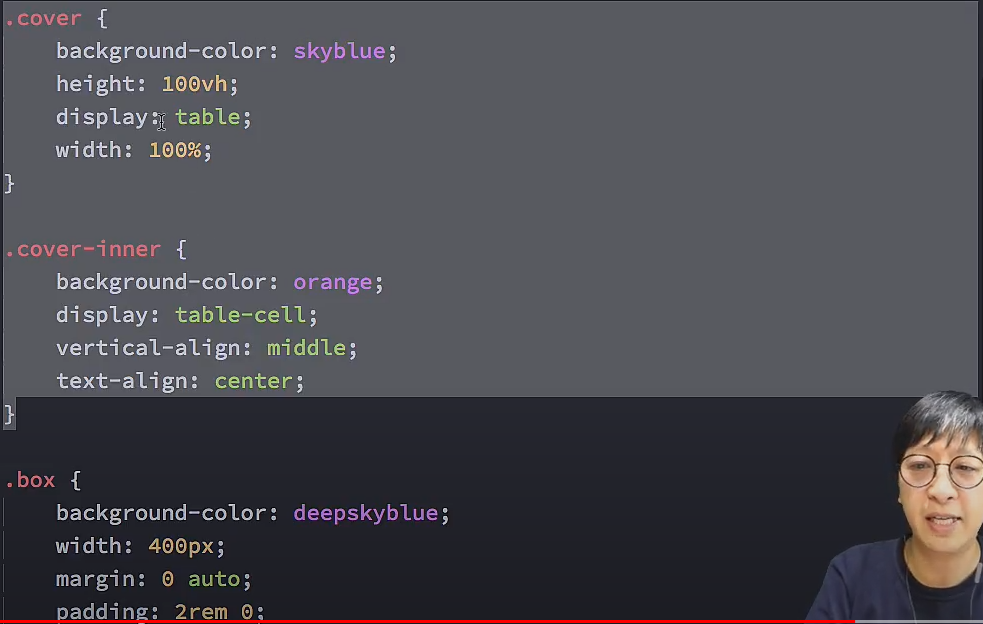 .cover {
background-color: skyblue;
height: 100vh;
display: table;
width: 100%;
}
.cover-inner {
background-color: orange;
display: table-cell;
vertical-align: middle;
text-align: center;
}
.box {
background-color: deepskyblue;
width: 400px;
margin: 0 auto;
padding: 2rem 0;